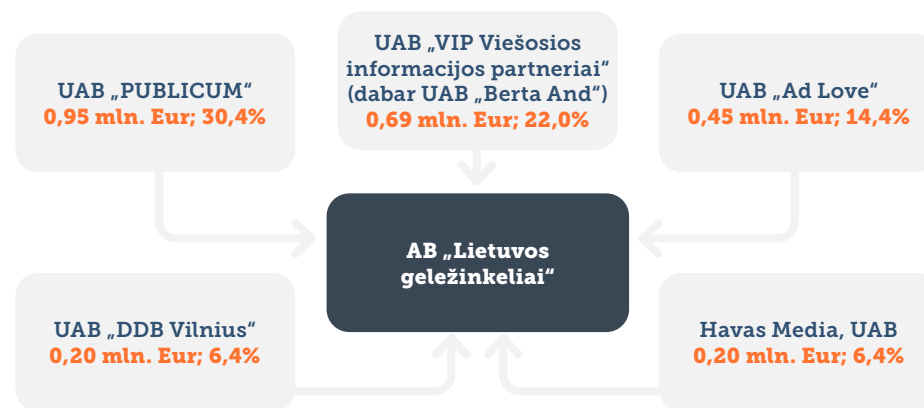 UAB „PUBLICUM“
0,95 mln. Eur; 30,4%
UAB „VIP Viešosios
informacijos partneriai“
(dabar UAB „Berta And“)
0,69 mln. Eur; 22,0%
UAB „Ad Love“
0,45 mln. Eur; 14,4%
AB „Lietuvos
geležinkeliai“
UAB „DDB Vilnius“
0,20 mln. Eur; 6,4%
Havas Media, UAB
0,20 mln. Eur; 6,4%